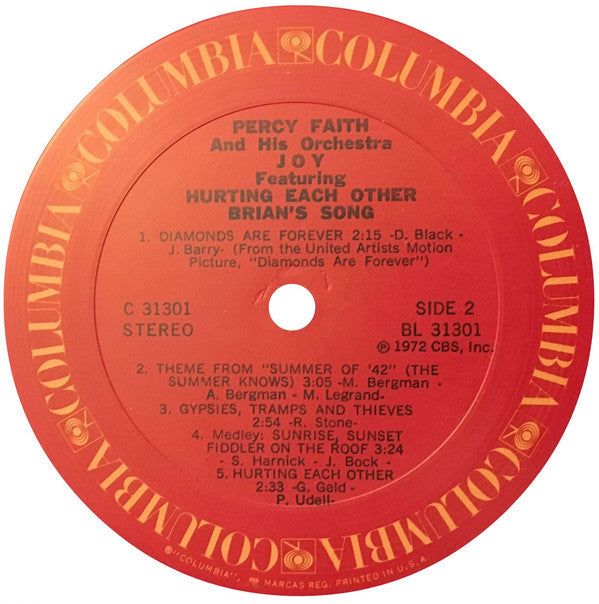 COLUMBIA COLUMBIA COLUMBIA COLUMBIA COLUMBIA COLUMBIA
PERCY FAITH
And His Orchestra
JOY
Featuring
HURTING EACH OTHER
BRIAN'S SONG
1. DIAMONDS ARE FOREVER 2:15 -D. Black -
J. Barry- (From the United Artists Motion
Picture, "Diamonds Are Forever")
C 31301
STEREO
SIDE 2
BL 31301
℗ 1972 CBS, Inc.
2. THEME FROM "SUMMER OF '42" (THE
SUMMER KNOWS) 3:05 -M. Bergman -
A. Bergman - M. Legrand-
3. GYPSIES, TRAMPS AND THIEVES
2:54 -R. Stone-
4. Medley: SUNRISE, SUNSET
FIDDLER ON THE ROOF 3:24
- S. Harnick - J. Bock -
5. HURTING EACH OTHER
2:33 -G. Geld -
P. Udell-
®"COLUMBIA", MARCAS REG. PRINTED IN U.S.A.